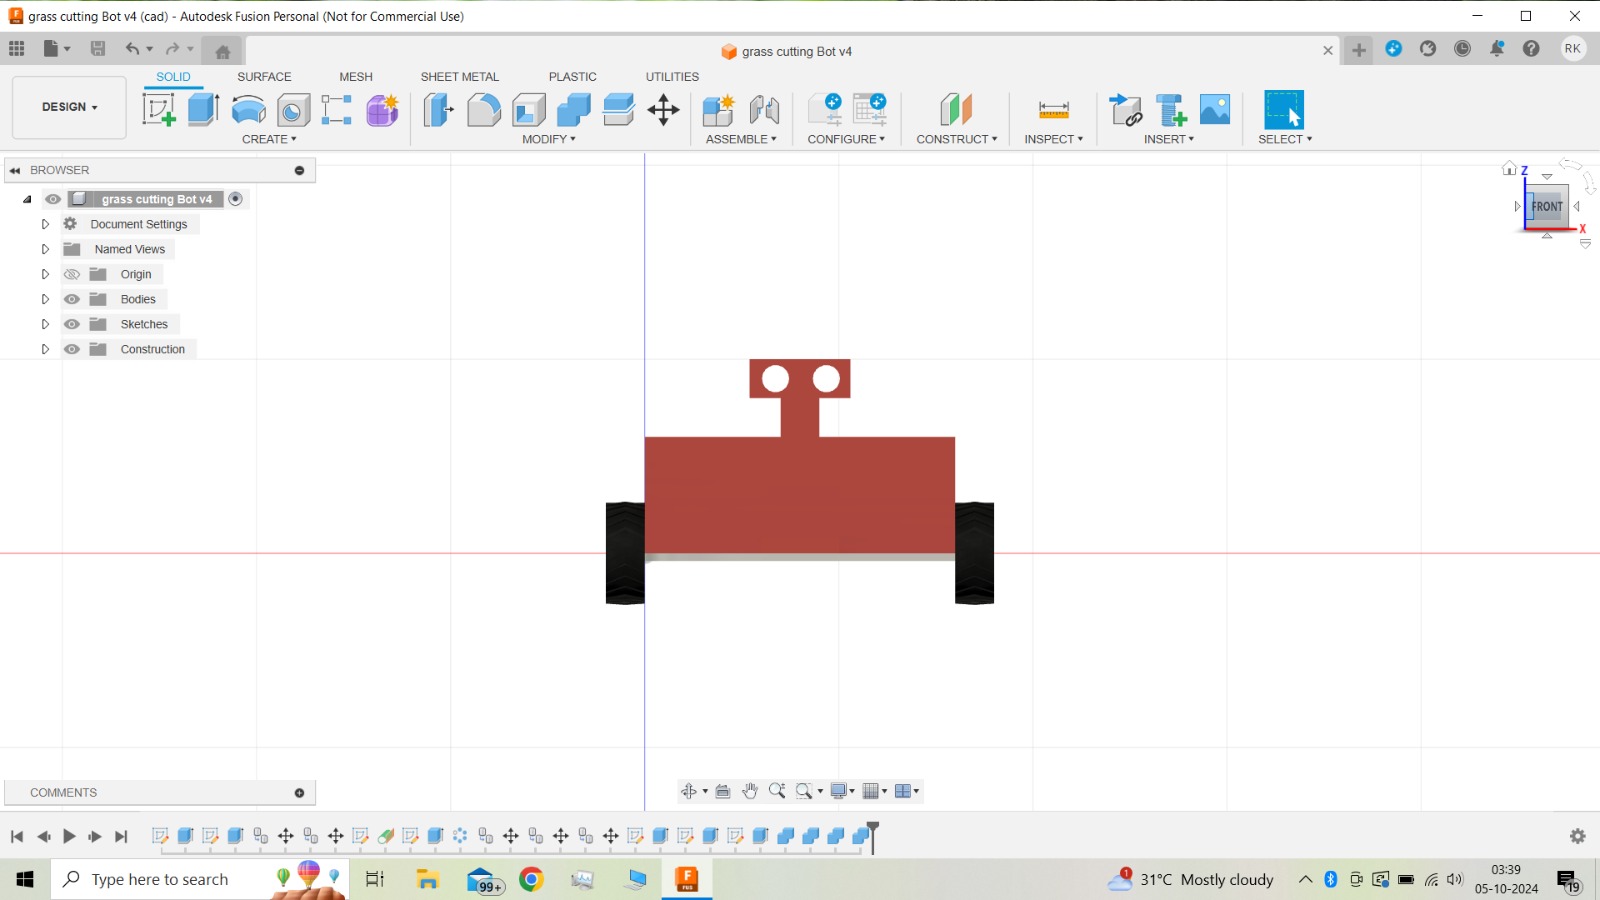 grass cutting Bot v4 (cad) - Autodesk Fusion Personal (Not for Commercial Use)
grass cutting Bot v4
RK
DESIGN
SOLID SURFACE MESH SHEET METAL PLASTIC UTILITIES
CREATE MODIFY ASSEMBLE CONFIGURE CONSTRUCT INSPECT INSERT SELECT
BROWSER
grass cutting Bot v4
Document Settings
Named Views
Origin
Bodies
Sketches
Construction
Z
FRONT
X
COMMENTS
Type here to search
99+
F
FUS
1
31°C Mostly cloudy
03:39
05-10-2024
19